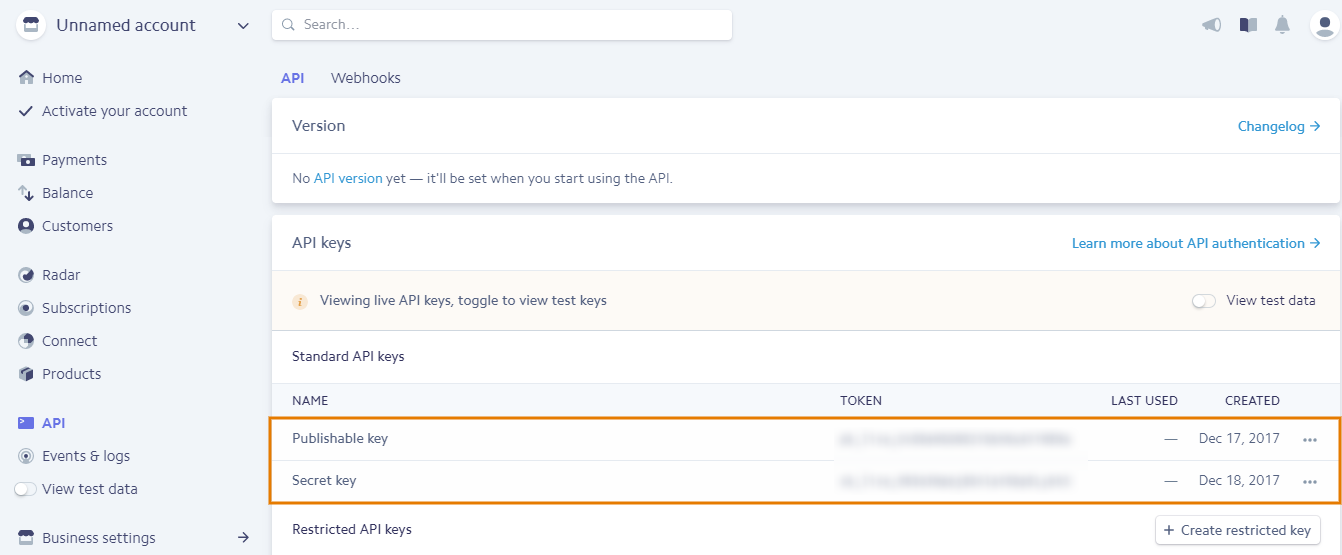 Unnamed account
Search...
Home
Activate your account
Payments
Balance
Customers
Radar
Subscriptions
Connect
Products
API
Events & logs
View test data
Business settings
API Webhooks
Version Changelog →
No API version yet — it'll be set when you start using the API.
API keys Learn more about API authentication →
Viewing live API keys, toggle to view test keys View test data
Standard API keys
NAME TOKEN LAST USED CREATED
Publishable key — Dec 17, 2017
Secret key — Dec 18, 2017
Restricted API keys + Create restricted key